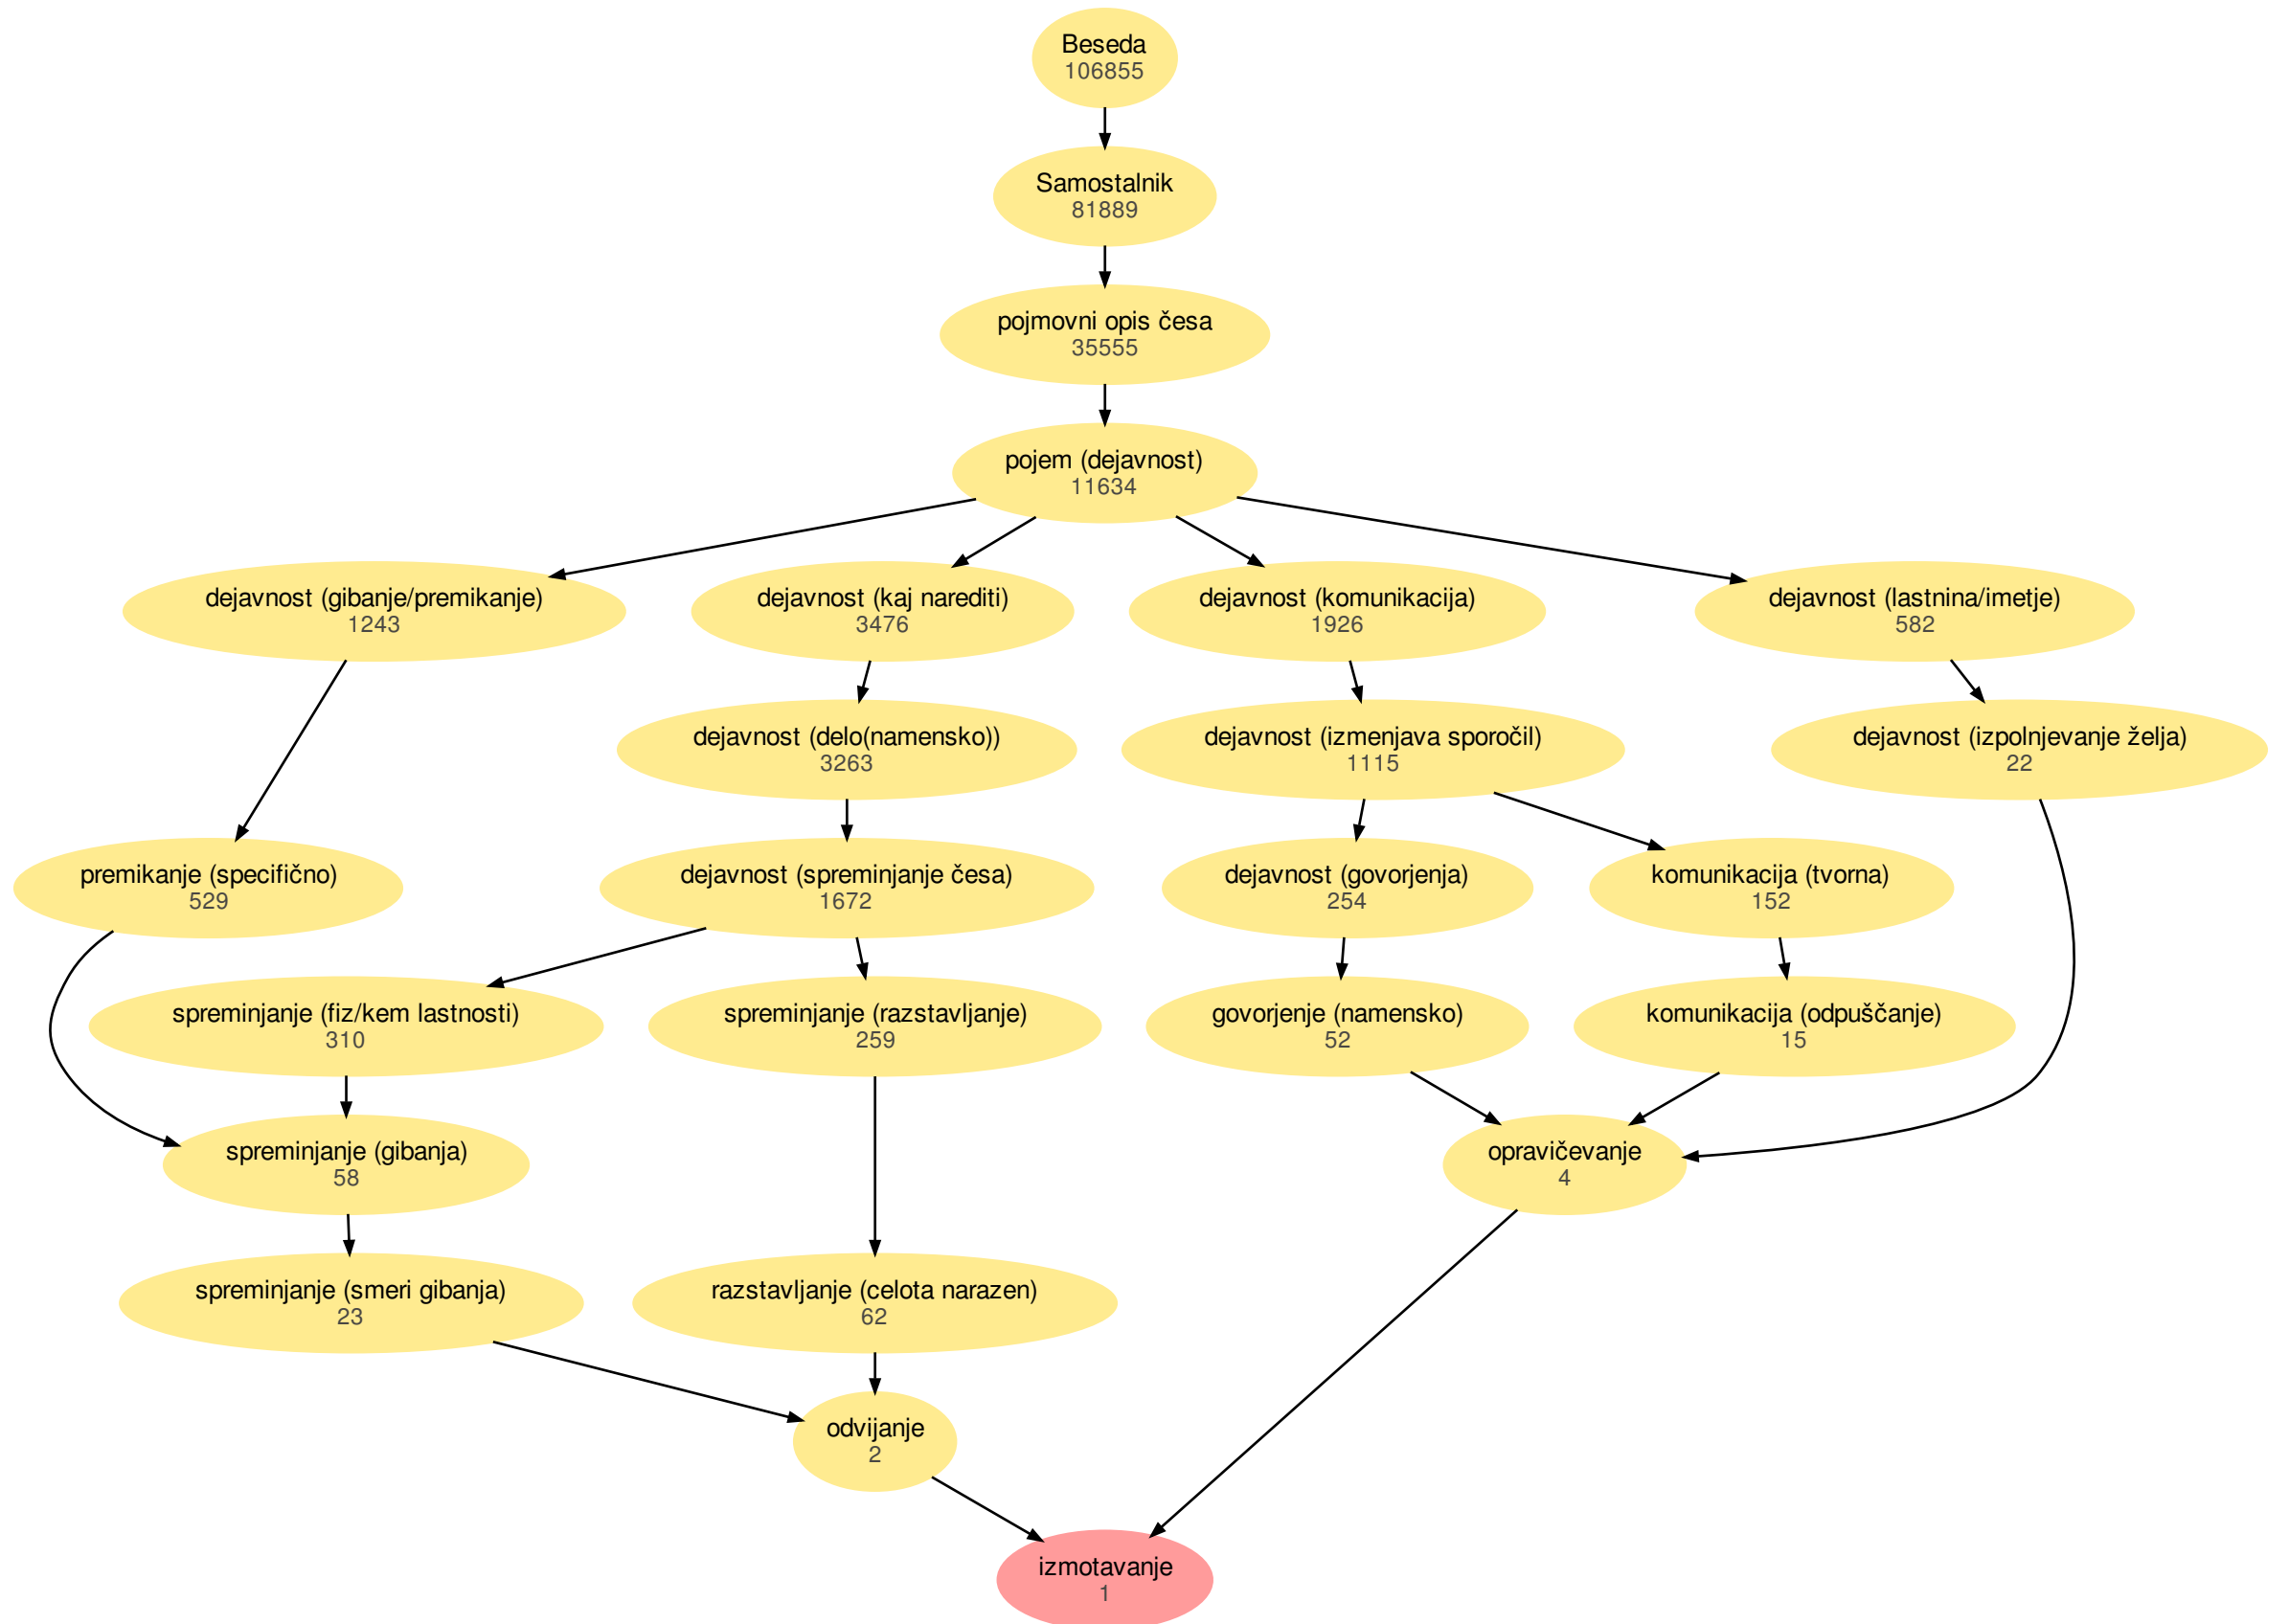 Beseda
106855
Samostalnik
81889
pojmovni opis česa
35555
pojem (dejavnost)
11634
dejavnost (gibanje/premikanje)
1243
dejavnost (kaj narediti)
3476
dejavnost (komunikacija)
1926
dejavnost (lastnina/imetje)
582
dejavnost (delo(namensko))
3263
dejavnost (izmenjava sporočil)
1115
dejavnost (izpolnjevanje želja)
22
premikanje (specifično)
529
dejavnost (spreminjanje česa)
1672
dejavnost (govorjenja)
254
komunikacija (tvorna)
152
spreminjanje (fiz/kem lastnosti)
310
spreminjanje (razstavljanje)
259
govorjenje (namensko)
52
komunikacija (odpuščanje)
15
spreminjanje (gibanja)
58
opravičevanje
4
spreminjanje (smeri gibanja)
23
razstavljanje (celota narazen)
62
odvijanje
2
izmotavanje
1